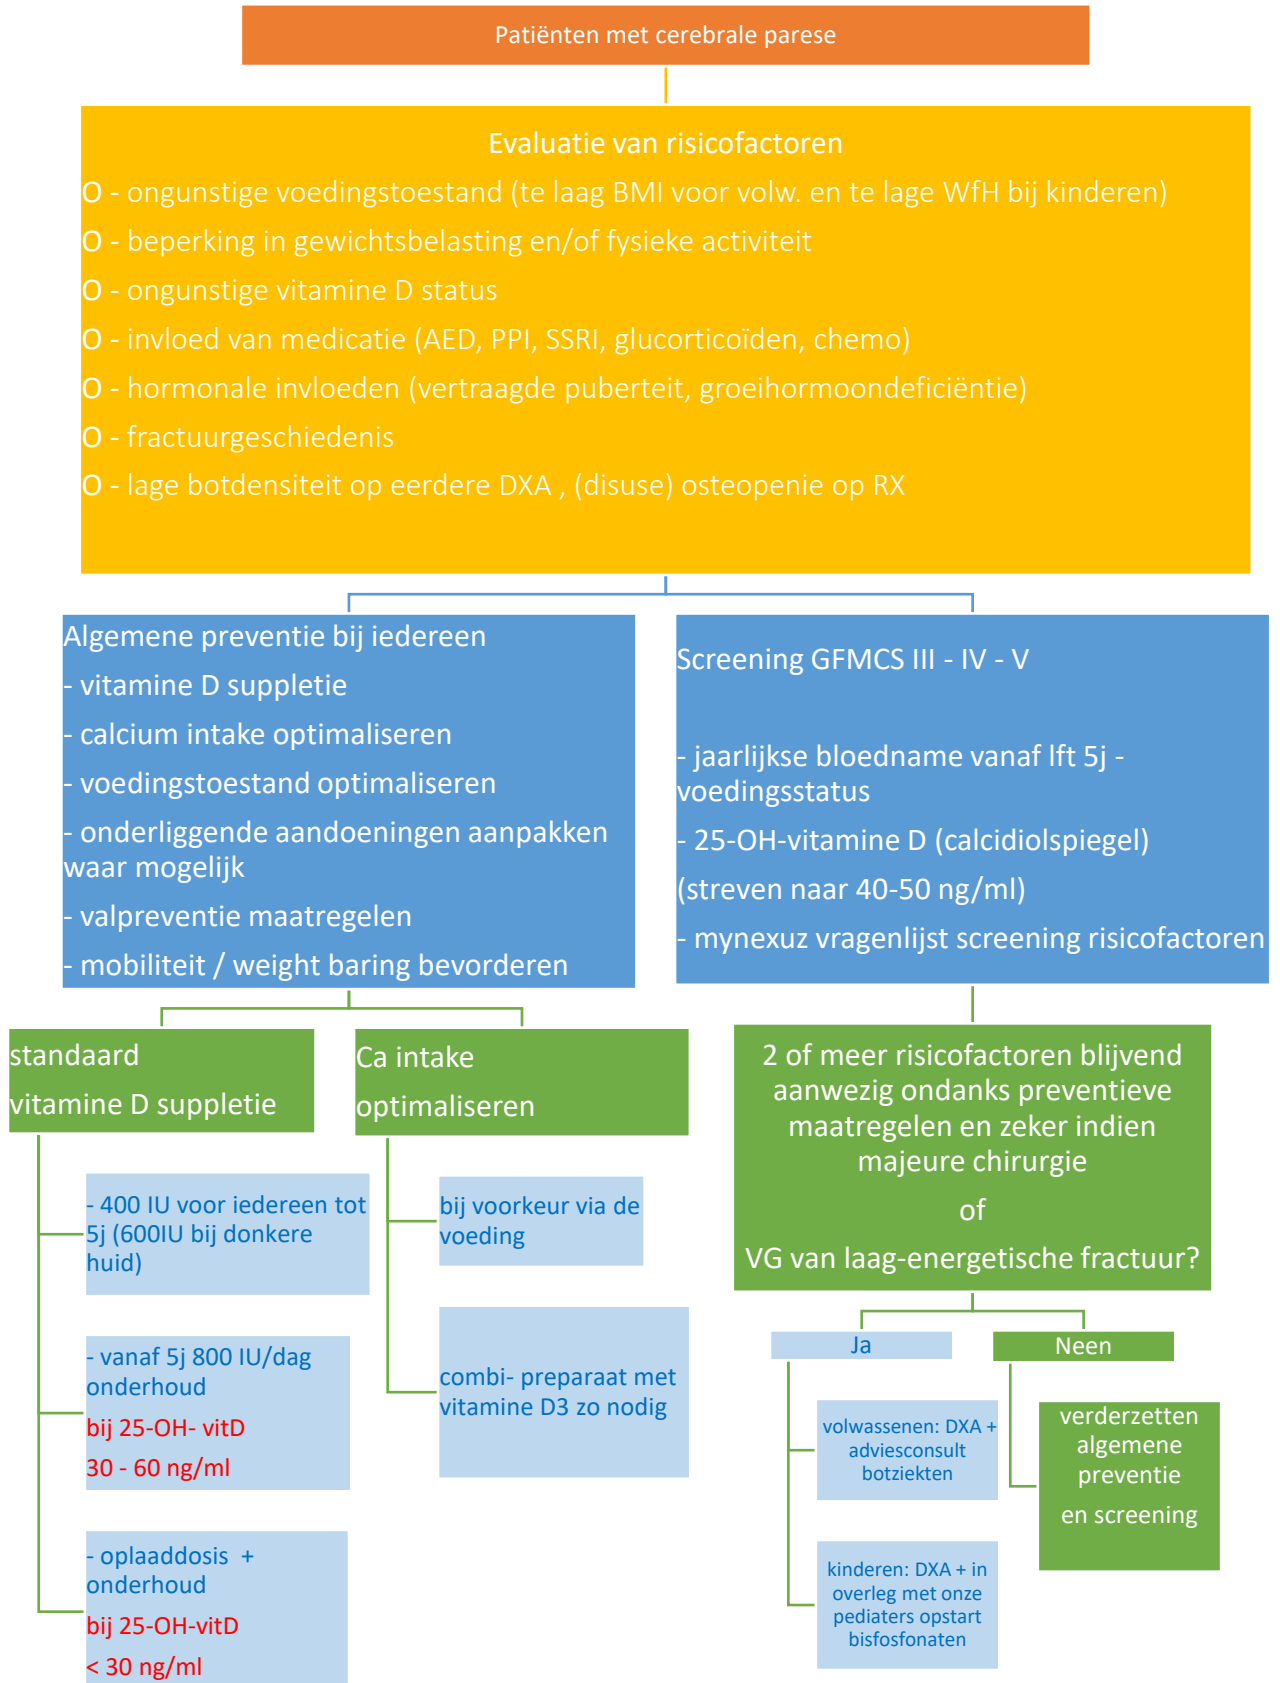 Patiënten met cerebrale parese
Evaluatie van risicofactoren
O - ongunstige voedingstoestand (te laag BMI voor volw. en te lage WfH bij kinderen)
O - beperking in gewichtsbelasting en/of fysieke activiteit
O - ongunstige vitamine D status
O - invloed van medicatie (AED, PPI, SSRI, glucorticoïden, chemo)
O - hormonale invloeden (vertraagde puberteit, groeihormoondeficiëntie)
O - fractuurgeschiedenis
O - lage botdensiteit op eerdere DXA , (disuse) osteopenie op RX
Algemene preventie bij iedereen
- vitamine D suppletie
- calcium intake optimaliseren
- voedingstoestand optimaliseren
- onderliggende aandoeningen aanpakken
waar mogelijk
- valpreventie maatregelen
- mobiliteit / weight baring bevorderen
Screening GFMCS III - IV - V
- jaarlijkse bloedname vanaf lft 5j -
voedingsstatus
- 25-OH-vitamine D (calcidiolspiegel)
(streven naar 40-50 ng/ml)
- mynexuz vragenlijst screening risicofactoren
standaard
vitamine D suppletie
- 400 IU voor iedereen tot
5j (600IU bij donkere
huid)
- vanaf 5j 800 IU/dag
onderhoud
bij 25-OH- vitD
30 - 60 ng/ml
- oplaaddosis +
onderhoud
bij 25-OH-vitD
< 30 ng/ml
Ca intake
optimaliseren
bij voorkeur via de
voeding
combi- preparaat met
vitamine D3 zo nodig
2 of meer risicofactoren blijvend
aanwezig ondanks preventieve
maatregelen en zeker indien
majeure chirurgie
of
VG van laag-energetische fractuur?
Ja
volwassenen: DXA +
adviesconsult
botziekten
kinderen: DXA + in
overleg met onze
pediaters opstart
bisfosfonaten
Neen
verderzetten
algemene
preventie
en screening